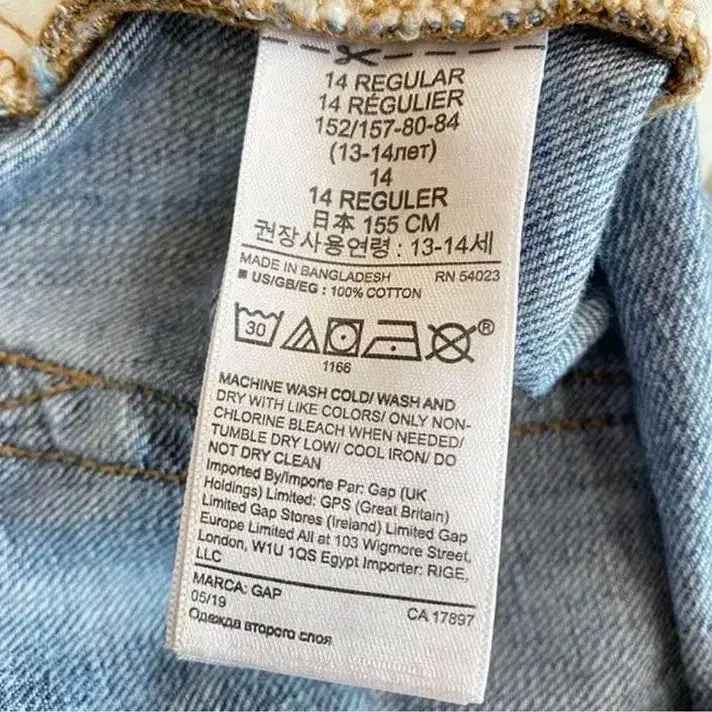 14 REGULAR
14 RÉGULIER
152/157-80-84
(13-14лет)
14
14 REGULER
日本 155 CM
권장사용연령 : 13-14세
MADE IN BANGLADESH RN 54023
■ US/GB/EG : 100% COTTON
30 ®
1166
MACHINE WASH COLD/ WASH AND
DRY WITH LIKE COLORS/ ONLY NON-
CHLORINE BLEACH WHEN NEEDED/
TUMBLE DRY LOW/ COOL IRON/ DO
NOT DRY CLEAN
Imported By/Importe Par: Gap (UK
Holdings) Limited: GPS (Great Britain)
Limited Gap Stores (Ireland) Limited Gap
Europe Limited All at 103 Wigmore Street,
London, W1U 1QS Egypt Importer: RIGE,
LLC
MARCA: GAP
05/19 CA 17897
Одежда второго слоя